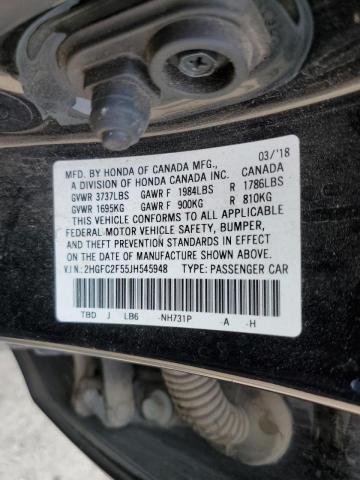 MFD. BY HONDA OF CANADA MFG., 03/'18
A DIVISION OF HONDA CANADA INC. CANADA
GVWR 3737LBS GAWR F 1984LBS R 1786LBS
GVWR 1695KG GAWR F 900KG R 810KG
THIS VEHICLE CONFORMS TO ALL APPLICABLE
FEDERAL MOTOR VEHICLE SAFETY, BUMPER,
AND THEFT PREVENTION STANDARDS IN EFFECT
ON THE DATE OF MANUFACTURE SHOWN ABOVE.
V.I.N.: 2HGFC2F55JH545948 TYPE: PASSENGER CAR
TBD J LB6 -NH731P -A -H